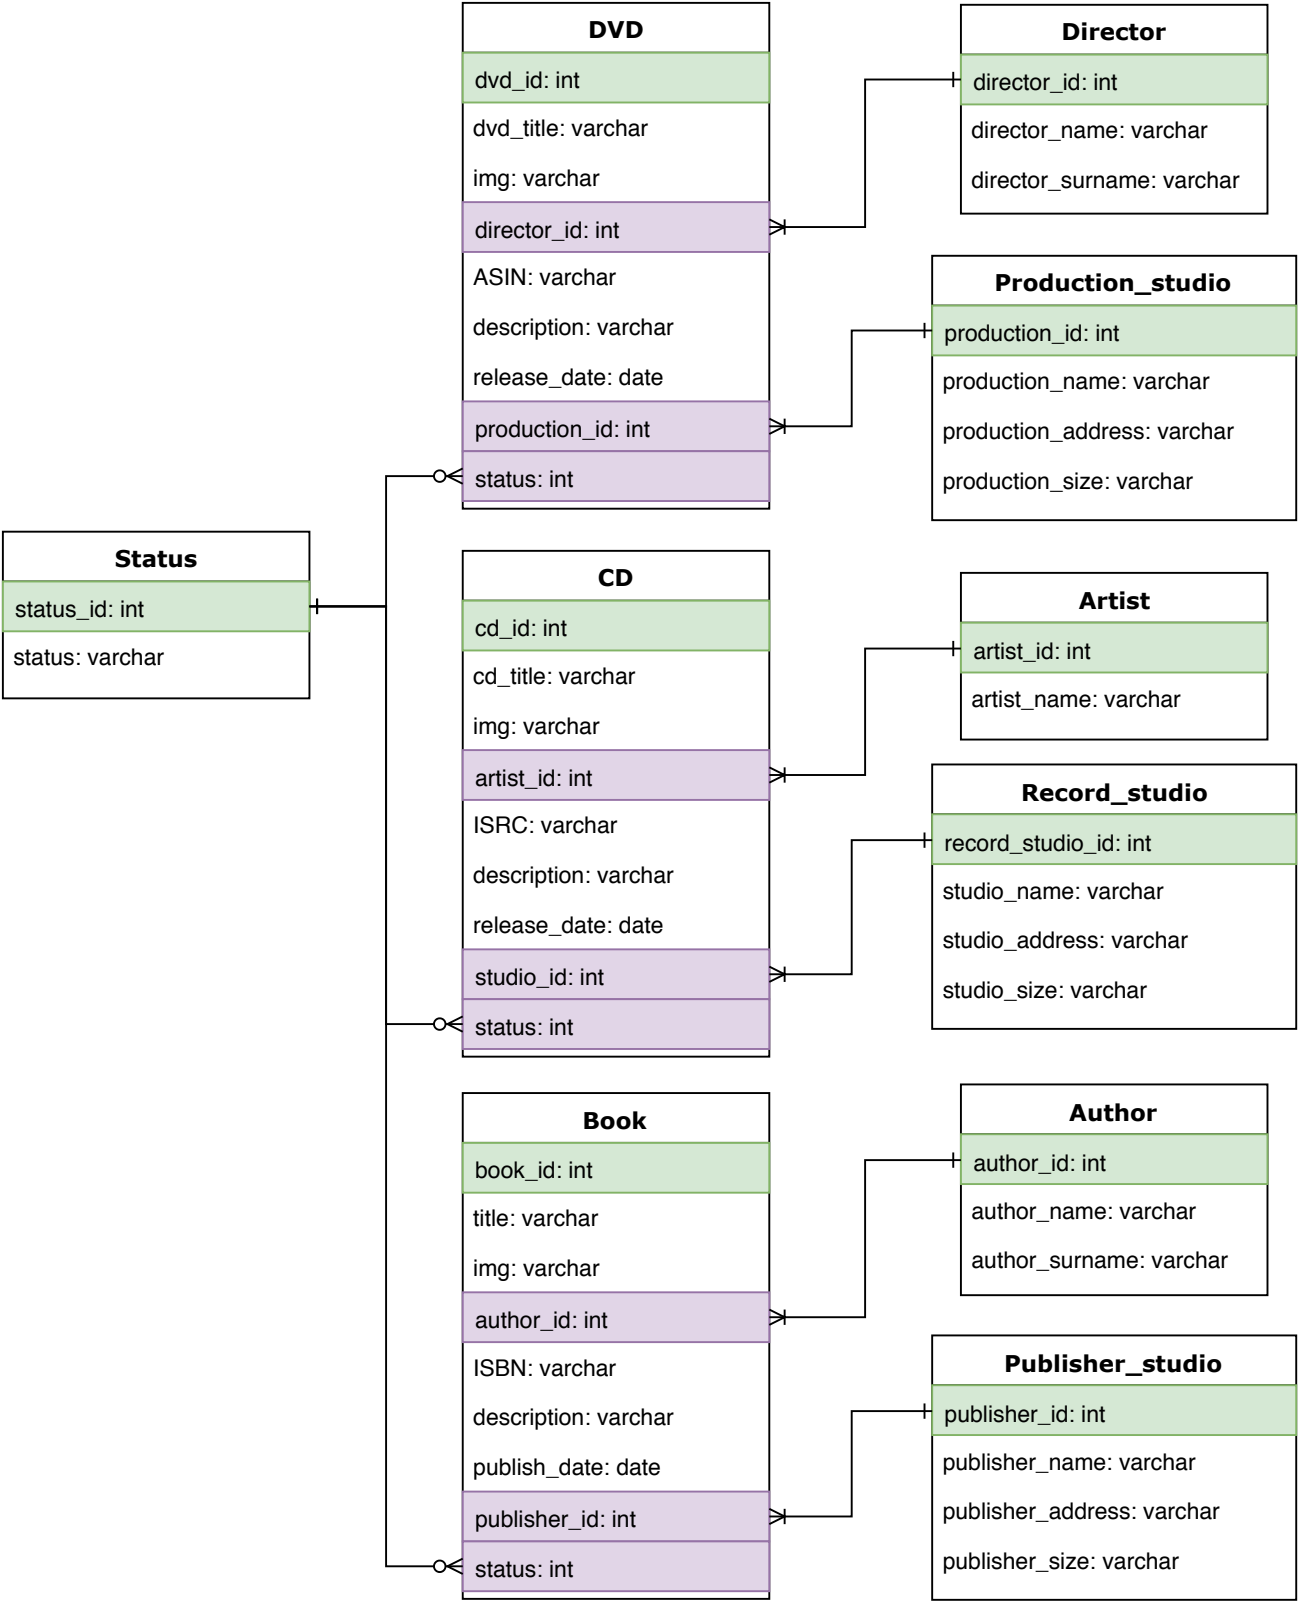 DVD
dvd_id: int
dvd_title: varchar
img: varchar
director_id: int
ASIN: varchar
description: varchar
release_date: date
production_id: int
status: int
Director
director_id: int
director_name: varchar
director_surname: varchar
Production_studio
production_id: int
production_name: varchar
production_address: varchar
production_size: varchar
Status
status_id: int
status: varchar
CD
cd_id: int
cd_title: varchar
img: varchar
artist_id: int
ISRC: varchar
description: varchar
release_date: date
studio_id: int
status: int
Artist
artist_id: int
artist_name: varchar
Record_studio
record_studio_id: int
studio_name: varchar
studio_address: varchar
studio_size: varchar
Book
book_id: int
title: varchar
img: varchar
author_id: int
ISBN: varchar
description: varchar
publish_date: date
publisher_id: int
status: int
Author
author_id: int
author_name: varchar
author_surname: varchar
Publisher_studio
publisher_id: int
publisher_name: varchar
publisher_address: varchar
publisher_size: varchar